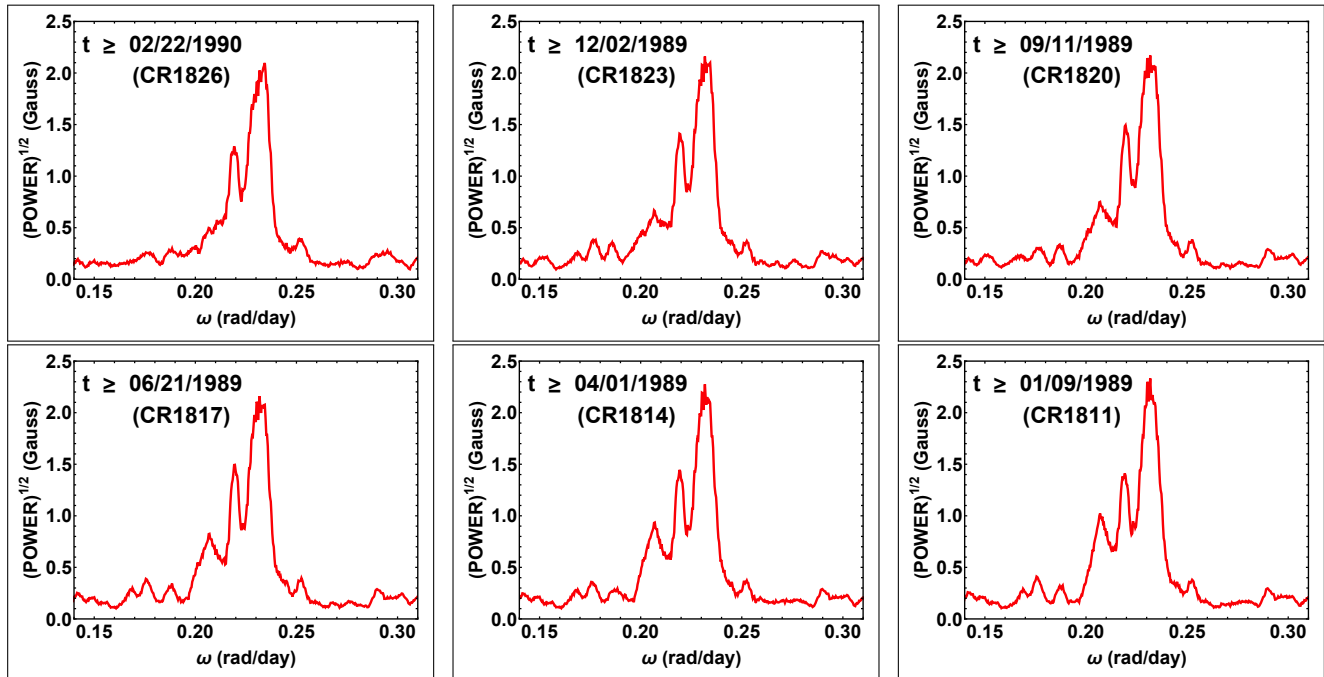 2.5
2.0
1.5
1.0
0.5
0.0
(POWER)^1/2 (Gauss)
t ≥ 02/22/1990
(CR1826)
0.15 0.20 0.25 0.30
ω (rad/day)
2.5
2.0
1.5
1.0
0.5
0.0
(POWER)^1/2 (Gauss)
t ≥ 12/02/1989
(CR1823)
0.15 0.20 0.25 0.30
ω (rad/day)
2.5
2.0
1.5
1.0
0.5
0.0
(POWER)^1/2 (Gauss)
t ≥ 09/11/1989
(CR1820)
0.15 0.20 0.25 0.30
ω (rad/day)
2.5
2.0
1.5
1.0
0.5
0.0
(POWER)^1/2 (Gauss)
t ≥ 06/21/1989
(CR1817)
0.15 0.20 0.25 0.30
ω (rad/day)
2.5
2.0
1.5
1.0
0.5
0.0
(POWER)^1/2 (Gauss)
t ≥ 04/01/1989
(CR1814)
0.15 0.20 0.25 0.30
ω (rad/day)
2.5
2.0
1.5
1.0
0.5
0.0
(POWER)^1/2 (Gauss)
t ≥ 01/09/1989
(CR1811)
0.15 0.20 0.25 0.30
ω (rad/day)